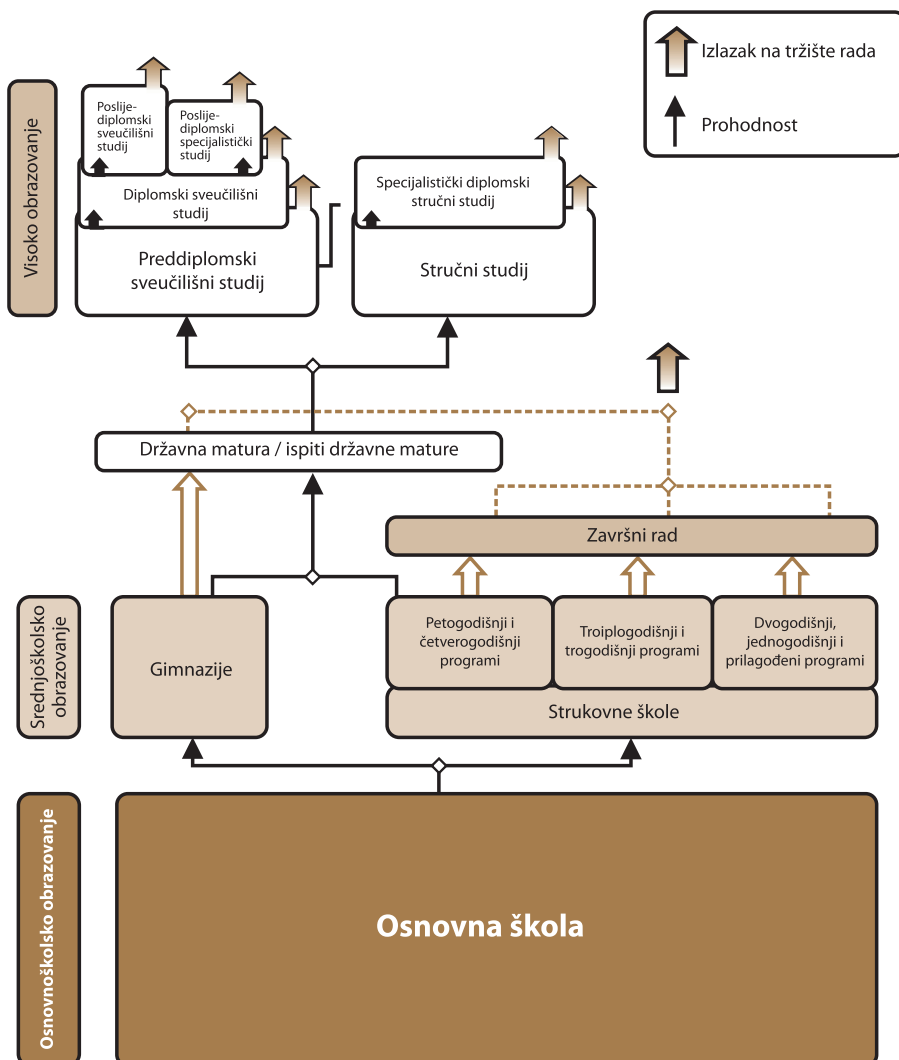 Izlazak na tržište rada
Prohodnost
Visoko obrazovanje
Poslije-
diplomski
sveučilišni
studij
Poslije-
diplomski
specijalistički
studij
Diplomski sveučilišni
studij
Preddiplomski
sveučilišni studij
Specijalistički diplomski
stručni studij
Stručni studij
Državna matura / ispiti državne mature
Završni rad
Srednjoškolsko
obrazovanje
Gimnazije
Petogodišnji i
četverogodišnji
programi
Troiplogodišnji i
trogodišnji programi
Dvogodišnji,
jednogodišnji i
prilagođeni programi
Strukovne škole
Osnovnoškolsko obrazovanje
Osnovna škola